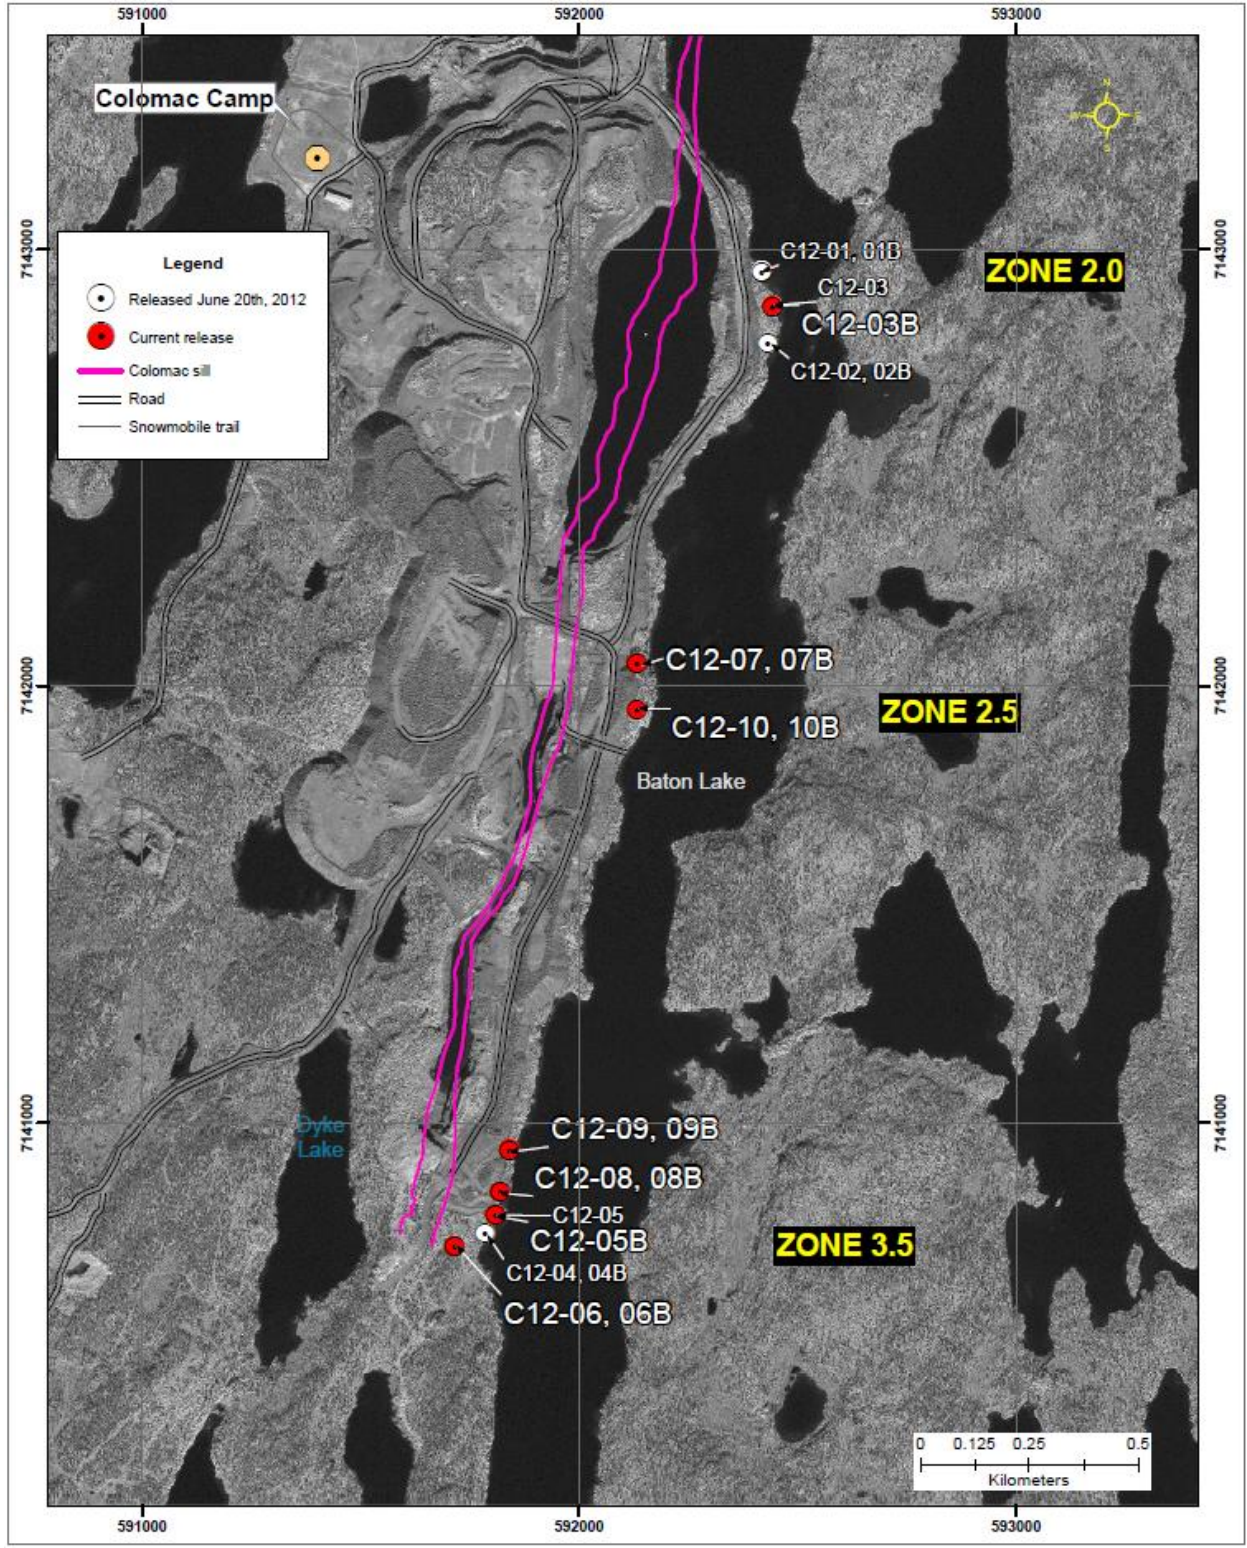 591000
592000
593000
Colomac Camp
N
W
E
S
7143000
7143000
Legend
Released June 20th, 2012
Current release
Colomac sill
Road
Snowmobile trail
C12-01, 01B
ZONE 2.0
C12-03
C12-03B
C12-02, 02B
C12-07, 07B
7142000
7142000
ZONE 2.5
C12-10, 10B
Baton Lake
7141000
7141000
Dyke
Lake
C12-09, 09B
C12-08, 08B
C12-05
C12-05B
ZONE 3.5
C12-04, 04B
C12-06, 06B
0 0.125 0.25 0.5
Kilometers
591000
592000
593000